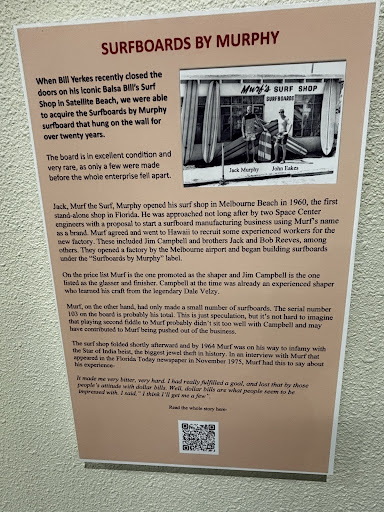 SURFBOARDS BY MURPHY
When Bill Yerkes recently closed the
doors on his iconic Balsa Bill's Surf
Shop in Satellite Beach, we were able
to acquire the Surfboards by Murphy
surfboard that hung on the wall for
over twenty years.
The board is in excellent condition and
very rare, as only a few were made
before the whole enterprise fell apart.
Murf's SURF SHOP
SURFBOARDS
Jack Murphy
John Eakes
Jack, Murf the Surf, Murphy opened his surf shop in Melbourne Beach in 1960, the first
stand-alone shop in Florida. He was approached not long after by two Space Center
engineers with a proposal to start a surfboard manufacturing business using Murf's name
as a brand. Murf agreed and went to Hawaii to recruit some experienced workers for the
new factory. These included Jim Campbell and brothers Jack and Bob Reeves, among
others. They opened a factory by the Melbourne airport and began building surfboards
under the "Surfboards by Murphy" label.
On the price list Murf is the one promoted as the shaper and Jim Campbell is the one
listed as the glasser and finisher. Campbell at the time was already an experienced shaper
who learned his craft from the legendary Dale Velzy.
Murf, on the other hand, had only made a small number of surfboards. The serial number
103 on the board is probably his total. This is just speculation, but it's not hard to imagine
that playing second fiddle to Murf probably didn't sit too well with Campbell and may
have contributed to Murf being pushed out of the business.
The surf shop folded shortly afterward and by 1964 Murf was on his way to infamy with
the Star of India heist, the biggest jewel theft in history. In an interview with Murf that
appeared in the Florida Today newspaper in November 1975, Murf had this to say about
his experience.
It made me very bitter, very hard. I had really fulfilled a goal, and lost that by those
people's attitude with dollar bills. Well, dollar bills are what people seem to be
impressed with. I said, " I think I'll get me a few"
Read the whole story here: